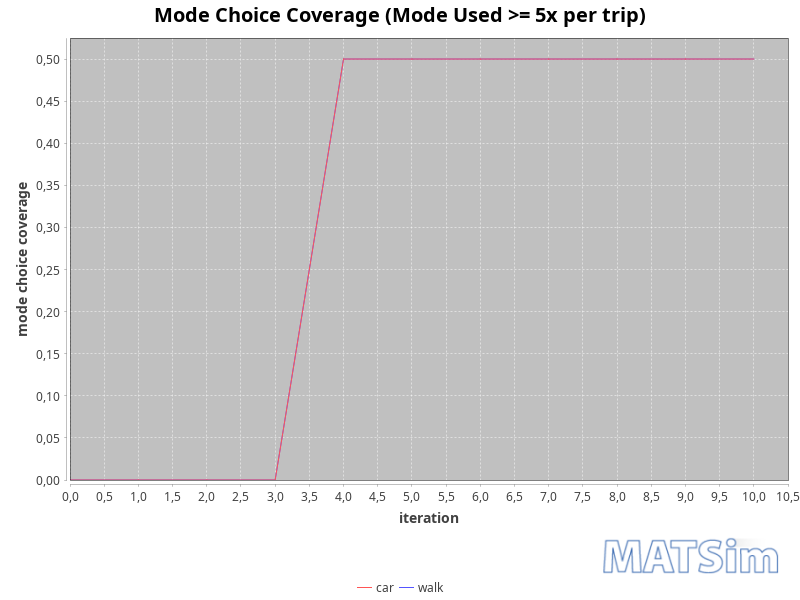 Mode Choice Coverage (Mode Used >= 5x per trip)
mode choice coverage
0,50
0,45
0,40
0,35
0,30
0,25
0,20
0,15
0,10
0,05
0,00
0,0 0,5 1,0 1,5 2,0 2,5 3,0 3,5 4,0 4,5 5,0 5,5 6,0 6,5 7,0 7,5 8,0 8,5 9,0 9,5 10,0 10,5
iteration
MATSim
car walk